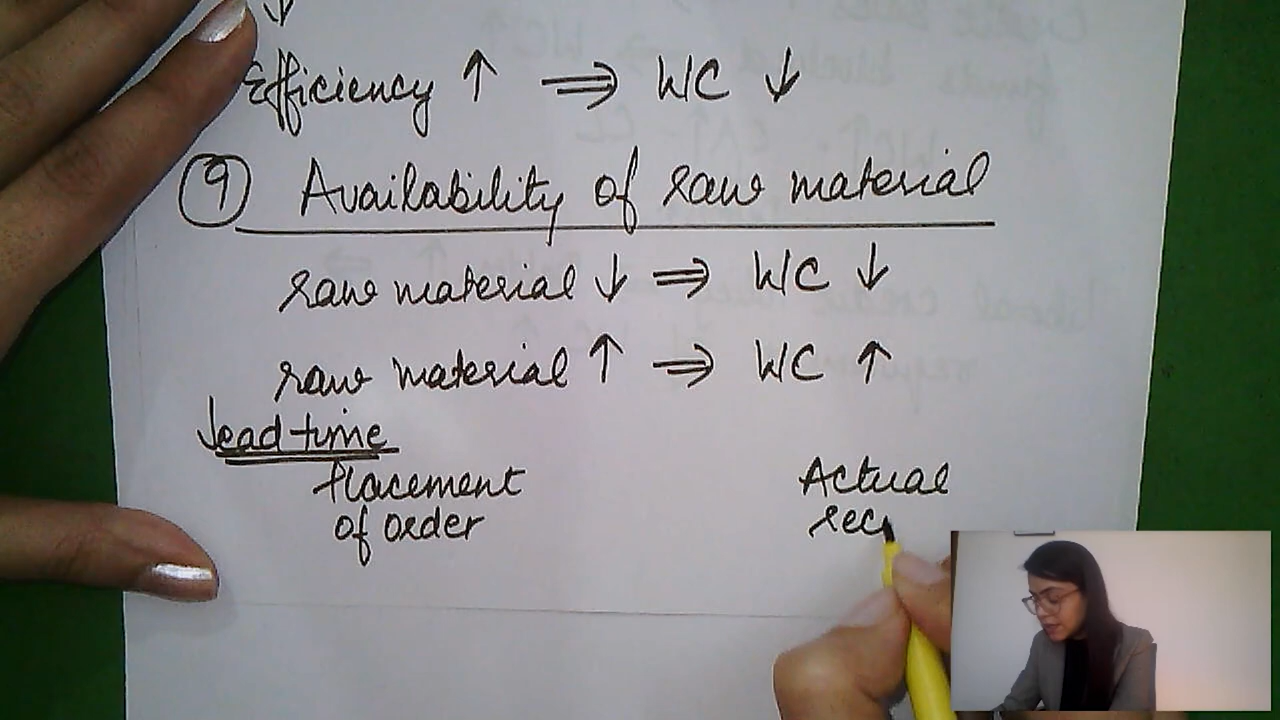 ↓
Efficiency ↑ ⇒ WC ↓
9 Availability of raw material
raw material ↓ ⇒ WC ↓
raw material ↑ ⇒ WC ↑
Lead time
Placement Actual
of order rec